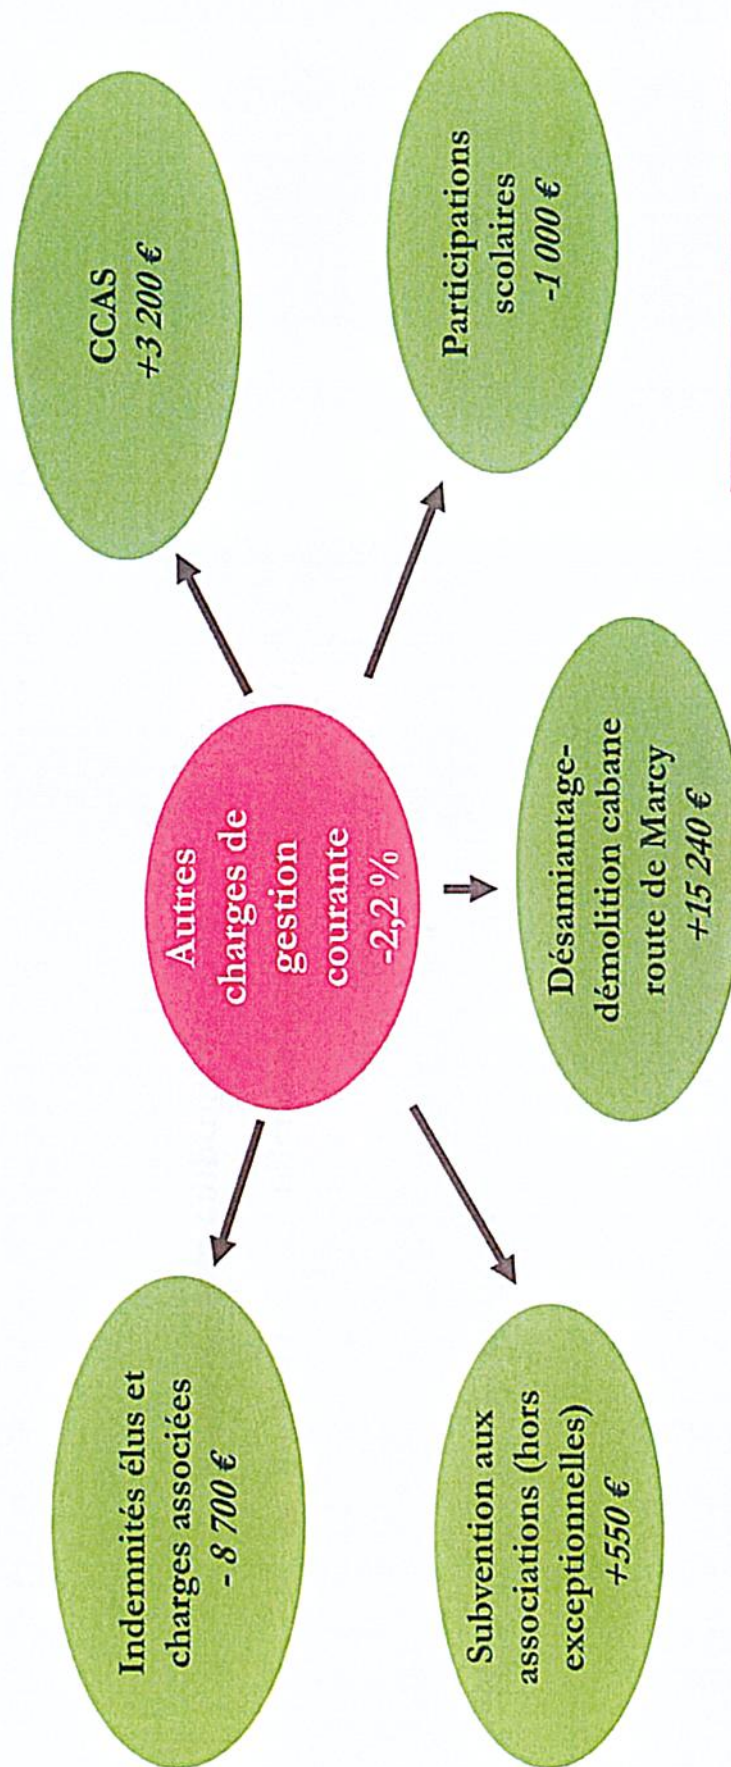 Indemnités élus et
charges associées
- 8 700 €
CCAS
+3 200 €
Autres
charges de
gestion
courante
-2,2 %
Subvention aux
associations (hors
exceptionnelles)
+550 €
Désamiantage-
démolition cabane
route de Marcy
+15 240 €
Participations
scolaires
-1 000 €